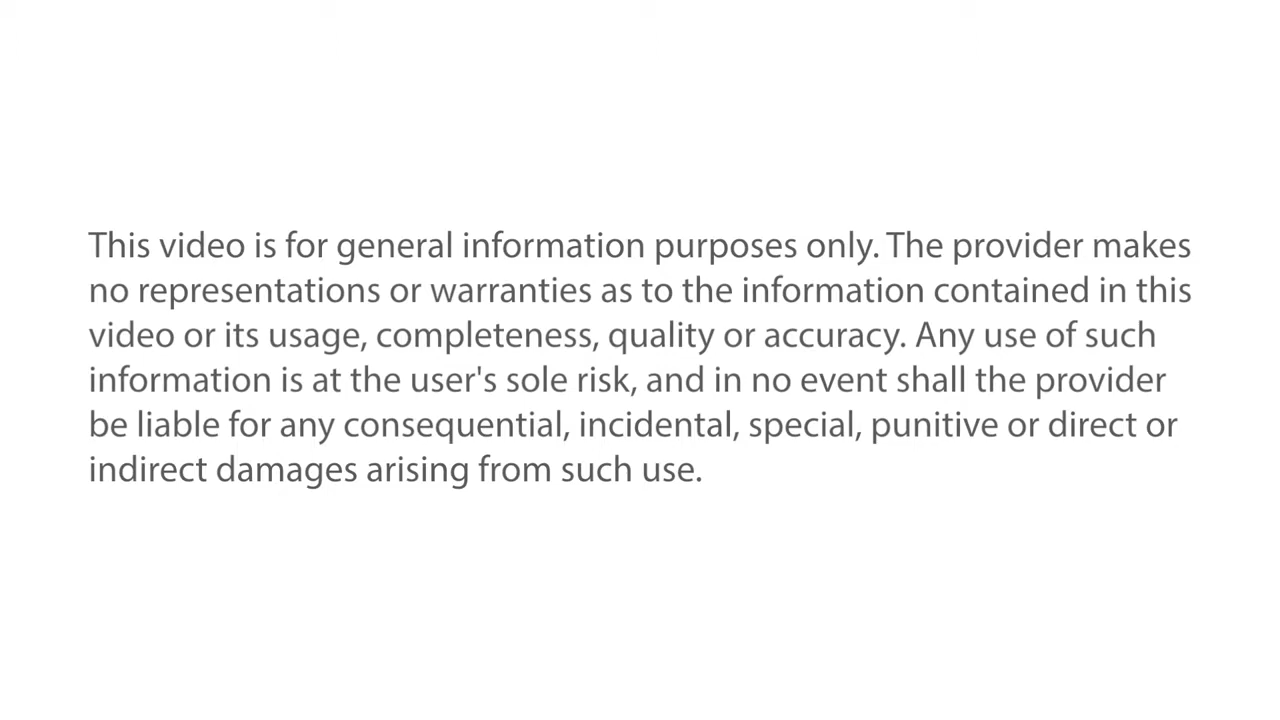 This video is for general information purposes only. The provider makes
no representations or warranties as to the information contained in this
video or its usage, completeness, quality or accuracy. Any use of such
information is at the user's sole risk, and in no event shall the provider
be liable for any consequential, incidental, special, punitive or direct or
indirect damages arising from such use.